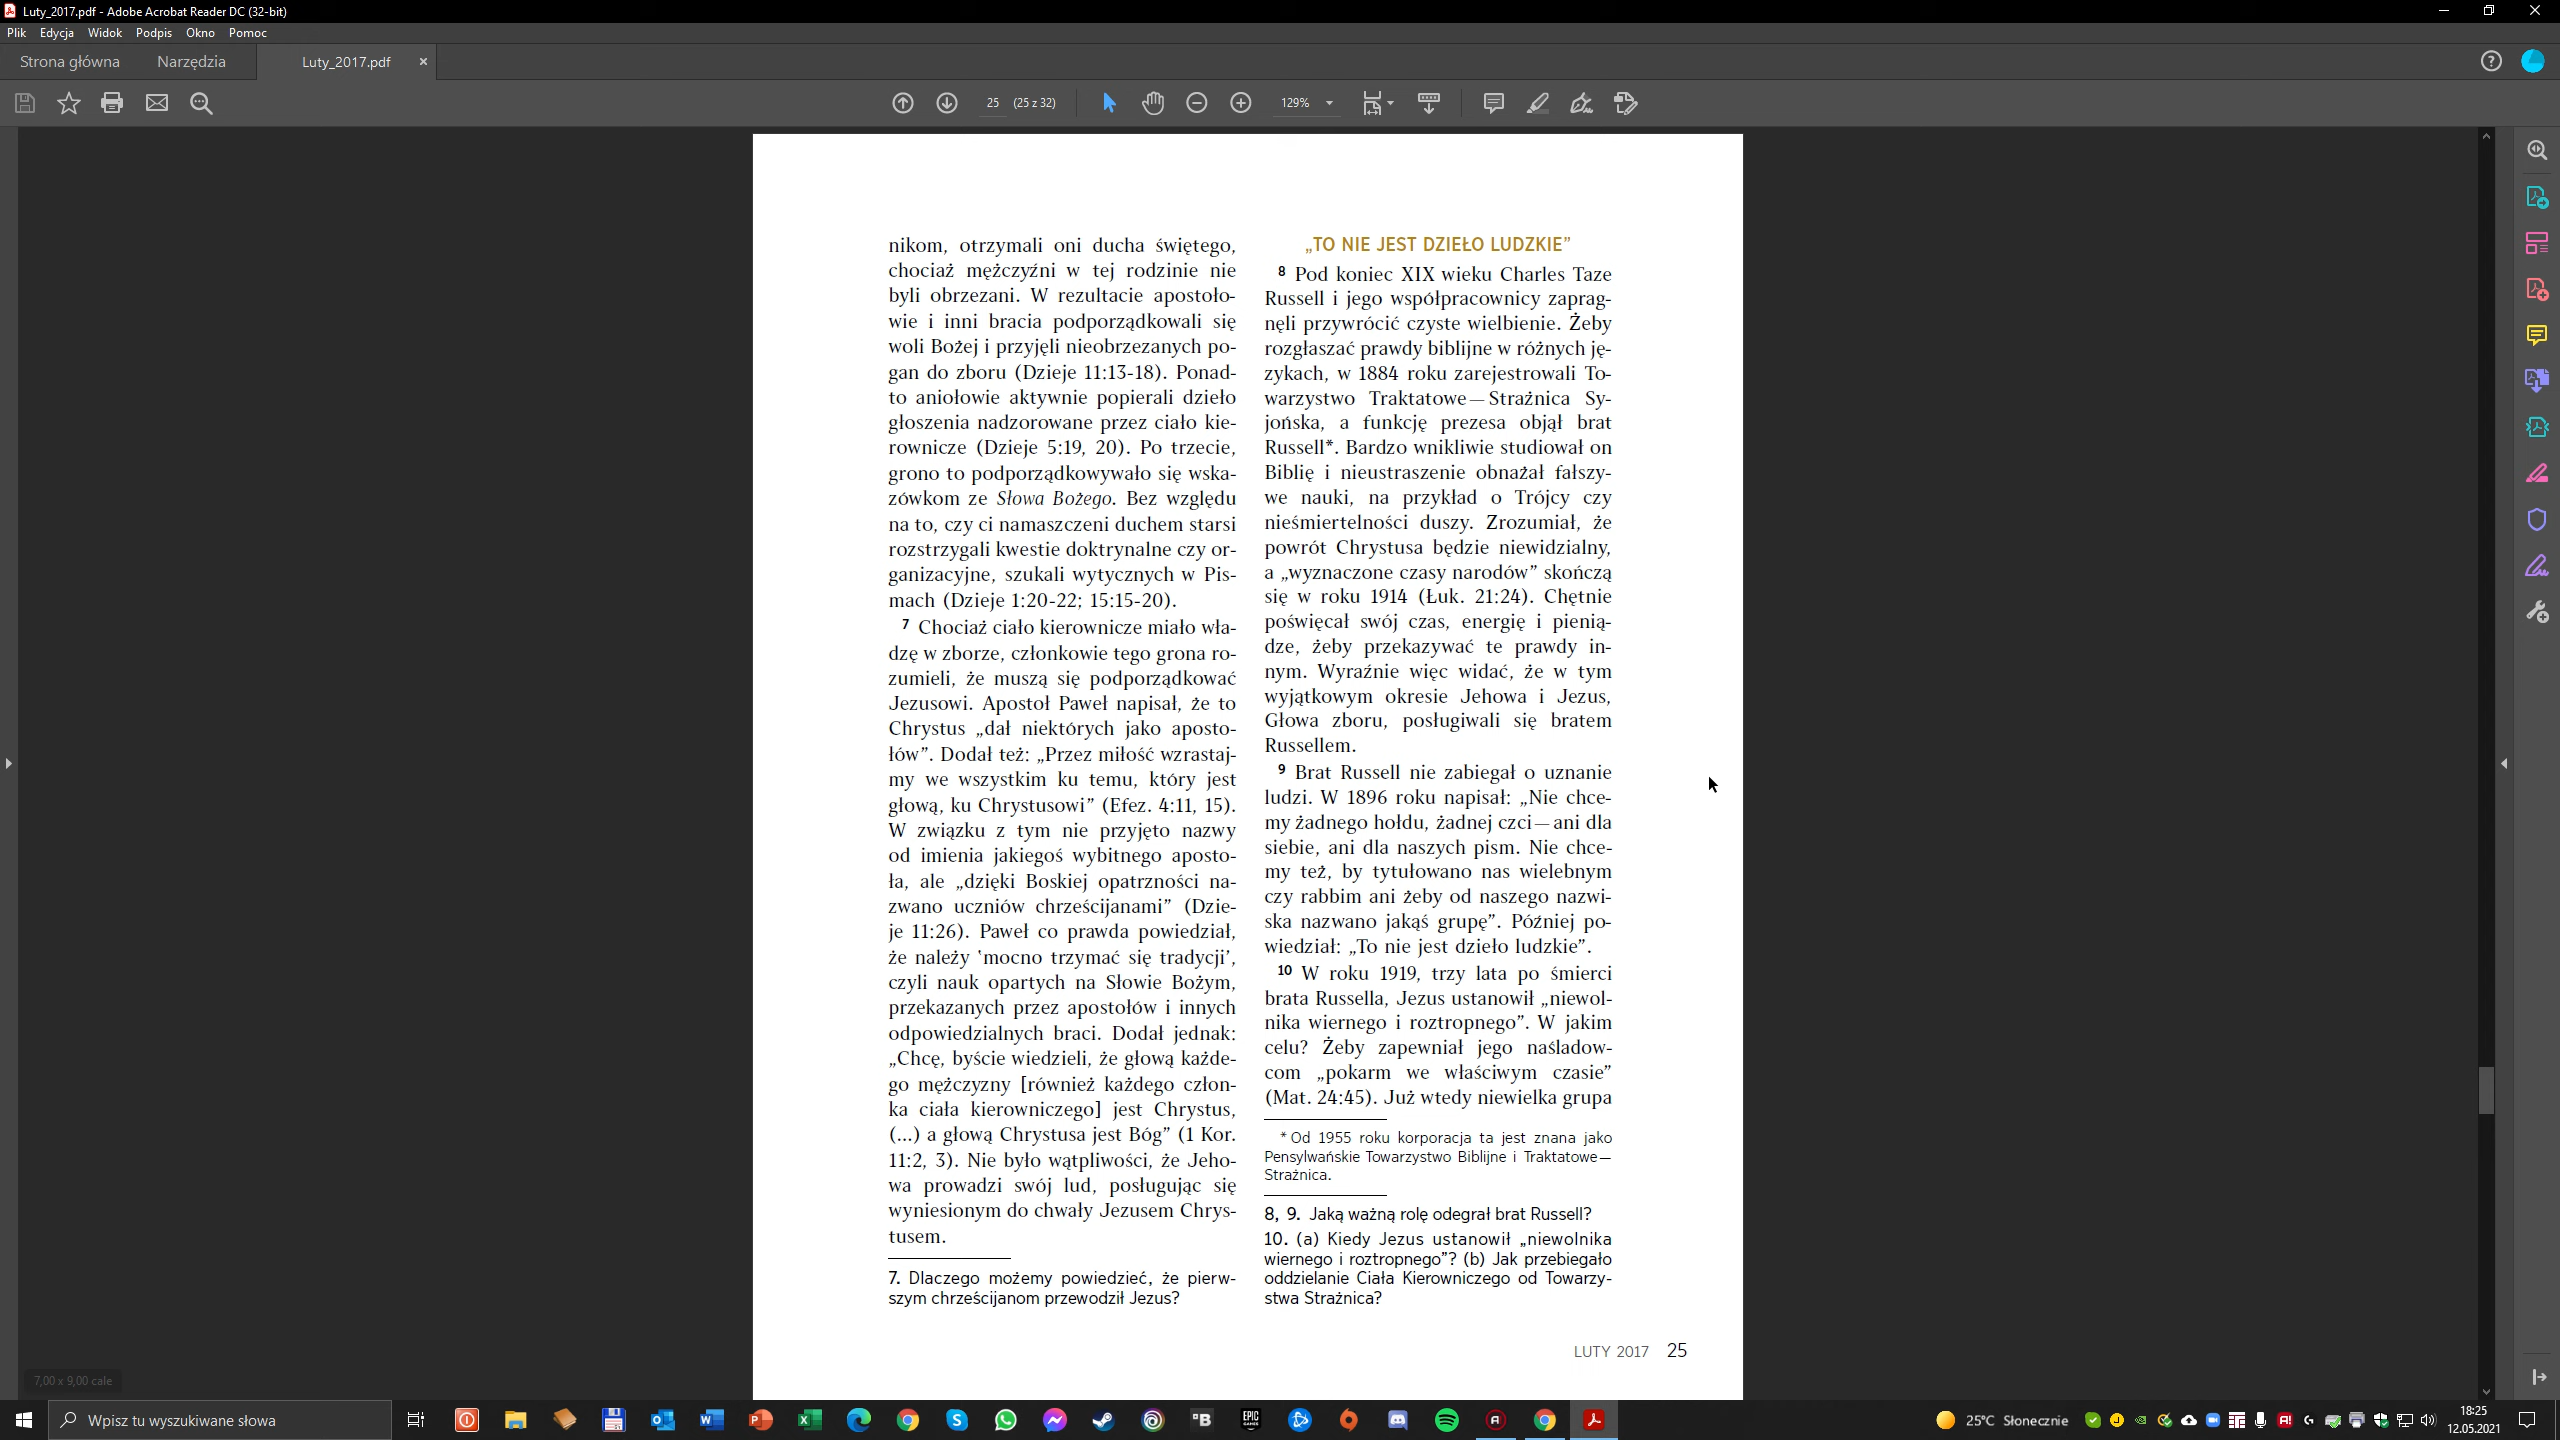 Luty_2017.pdf - Adobe Acrobat Reader DC (32-bit)
Plik Edycja Widok Podpis Okno Pomoc
Strona główna Narzędzia Luty_2017.pdf
25 (25 z 32) 129%
nikom, otrzymali oni ducha świętego,
chociaż mężczyźni w tej rodzinie nie
byli obrzezani. W rezultacie apostoło-
wie i inni bracia podporządkowali się
woli Bożej i przyjęli nieobrzezanych po-
gan do zboru (Dzieje 11:13-18). Ponad-
to aniołowie aktywnie popierali dzieło
głoszenia nadzorowane przez ciało kie-
rownicze (Dzieje 5:19, 20). Po trzecie,
grono to podporządkowywało się wska-
zówkom ze Słowa Bożego. Bez względu
na to, czy ci namaszczeni duchem starsi
rozstrzygali kwestie doktrynalne czy or-
ganizacyjne, szukali wytycznych w Pis-
mach (Dzieje 1:20-22; 15:15-20).
7 Chociaż ciało kierownicze miało wła-
dzę w zborze, członkowie tego grona ro-
zumieli, że muszą się podporządkować
Jezusowi. Apostoł Paweł napisał, że to
Chrystus „dał niektórych jako aposto-
łów”. Dodał też: „Przez miłość wzrastaj-
my we wszystkim ku temu, który jest
głową, ku Chrystusowi” (Efez. 4:11, 15).
W związku z tym nie przyjęto nazwy
od imienia jakiegoś wybitnego aposto-
ła, ale „dzięki Boskiej opatrzności na-
zwano uczniów chrześcijanami” (Dzie-
je 11:26). Paweł co prawda powiedział,
że należy ‘mocno trzymać się tradycji’,
czyli nauk opartych na Słowie Bożym,
przekazanych przez apostołów i innych
odpowiedzialnych braci. Dodał jednak:
„Chcę, byście wiedzieli, że głową każde-
go mężczyzny [również każdego człon-
ka ciała kierowniczego] jest Chrystus,
(...) a głową Chrystusa jest Bóg” (1 Kor.
11:2, 3). Nie było wątpliwości, że Jeho-
wa prowadzi swój lud, posługując się
wyniesionym do chwały Jezusem Chrys-
tusem.
7. Dlaczego możemy powiedzieć, że pierw-
szym chrześcijanom przewodził Jezus?
„TO NIE JEST DZIEŁO LUDZKIE”
8 Pod koniec XIX wieku Charles Taze
Russell i jego współpracownicy zaprag-
nęli przywrócić czyste wielbienie. Żeby
rozgłaszać prawdy biblijne w różnych ję-
zykach, w 1884 roku zarejestrowali To-
warzystwo Traktatowe—Strażnica Sy-
jońska, a funkcję prezesa objął brat
Russell*. Bardzo wnikliwie studiował on
Biblię i nieustraszenie obnażał fałszy-
we nauki, na przykład o Trójcy czy
nieśmiertelności duszy. Zrozumiał, że
powrót Chrystusa będzie niewidzialny,
a „wyznaczone czasy narodów” skończą
się w roku 1914 (Łuk. 21:24). Chętnie
poświęcał swój czas, energię i pienią-
dze, żeby przekazywać te prawdy in-
nym. Wyraźnie więc widać, że w tym
wyjątkowym okresie Jehowa i Jezus,
Głowa zboru, posługiwali się bratem
Russellem.
9 Brat Russell nie zabiegał o uznanie
ludzi. W 1896 roku napisał: „Nie chce-
my żadnego hołdu, żadnej czci—ani dla
siebie, ani dla naszych pism. Nie chce-
my też, by tytułowano nas wielebnym
czy rabbim ani żeby od naszego nazwi-
ska nazwano jakąś grupę”. Później po-
wiedział: „To nie jest dzieło ludzkie”.
10 W roku 1919, trzy lata po śmierci
brata Russella, Jezus ustanowił „niewol-
nika wiernego i roztropnego”. W jakim
celu? Żeby zapewniał jego naśladow-
com „pokarm we właściwym czasie”
(Mat. 24:45). Już wtedy niewielka grupa
* Od 1955 roku korporacja ta jest znana jako
Pensylwańskie Towarzystwo Biblijne i Traktatowe—
Strażnica.
8, 9. Jaką ważną rolę odegrał brat Russell?
10. (a) Kiedy Jezus ustanowił „niewolnika
wiernego i roztropnego”? (b) Jak przebiegało
oddzielanie Ciała Kierowniczego od Towarzy-
stwa Strażnica?
LUTY 2017 25
7,00 x 9,00 cale
Wpisz tu wyszukiwane słowa
25°C Słonecznie
18:25
12.05.2021